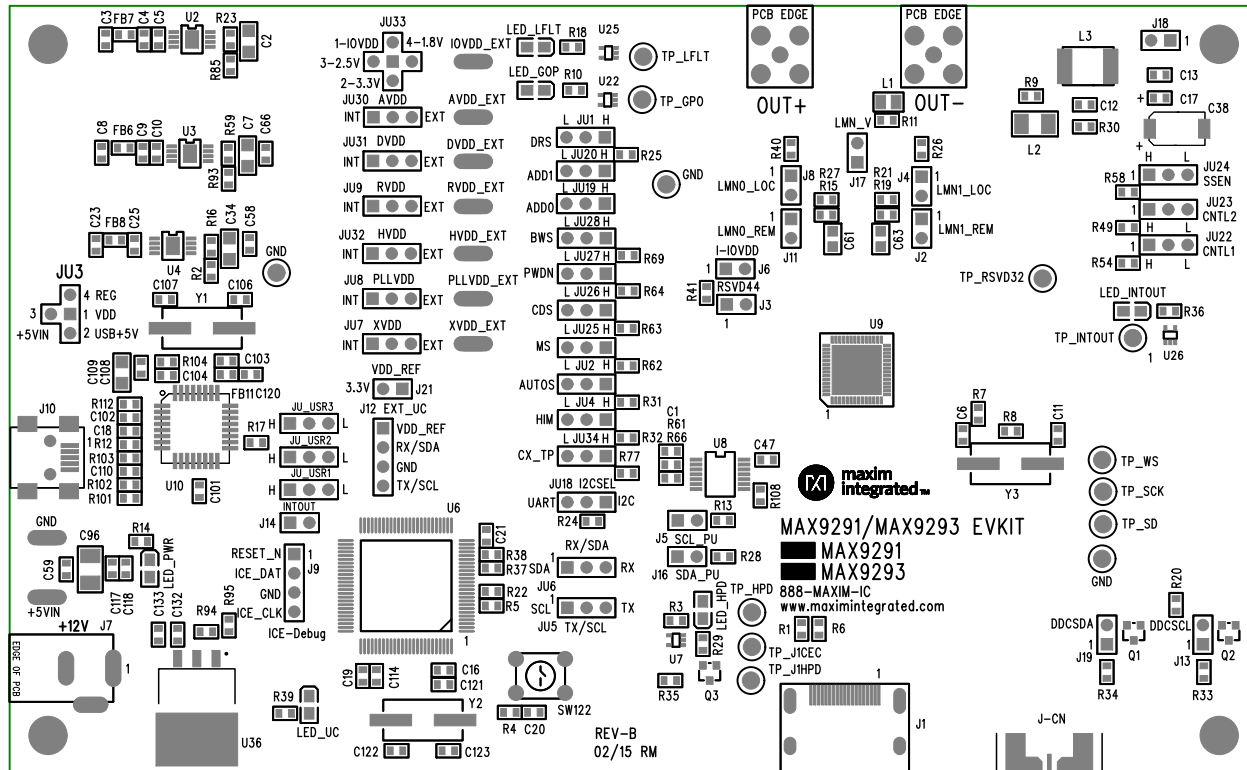 C3 FB7 C4 C5 U2 R23 C2
R85
JU33
1-IOVDD 4-1.8V IOVDD_EXT
3-2.5V
2-3.3V
LED_LFLT R18 U25
TP_LFLT
LED_GOP R10 U22
TP_GPO
PCB EDGE PCB EDGE
OUT+ OUT-
L1
R11
L3
J18
1
C13
+ C17
R9
C12
R30
C38
+
L2
JU30 AVDD AVDD_EXT
INT EXT
C8 FB6 C9 C10 U3 R59 C7 C66
R93
JU31 DVDD DVDD_EXT
INT EXT
JU9 RVDD RVDD_EXT
INT EXT
JU32 HVDD HVDD_EXT
INT EXT
JU8 PLLVDD PLLVDD_EXT
INT EXT
JU7 XVDD XVDD_EXT
INT EXT
L JU1 H
DRS
R25
L JU20 H
ADD1
L JU19 H
ADD0
L JU28 H
BWS
R69
L JU27 H
PWDN
R64
L JU26 H
CDS
R63
L JU25 H
MS
R62
L JU2 H
AUTOS
R31
L JU4 H
HIM
R32
L JU34 H
CX_TP
R77
GND
R40
LMN_V
J17
R26
1 J8 R27 R21 J4 1
LMN0_LOC R15 R19 LMN1_LOC
1 1
LMN0_REM LMN1_REM
J11 C61 C63 J2
I-IOVDD
1 J6
RSVD44
R41 J3
1
H L JU24
R58 1 SSEN
JU23
R49 1 CNTL2
H L
JU22
1 CNTL1
R54 H L
TP_RSVD32
LED_INTOUT R36
TP_INTOUT
1 U26
C23 FB8 C25 U4 R16 C34 C58
R2
GND
JU3
4 REG
3 1 VDD
+5VIN 2 USB+5V
C107 Y1 C106
C109 C108 R104 C103
C104
FB11 C120
J10
1
R112
C102
C18
R12
R103
C110
R102
R101
U10 C101
R17
VDD_REF
3.3V J21
J12 EXT_UC
VDD_REF
RX/SDA
GND
TX/SCL
JU_USR3
H L
JU_USR2
H L
JU_USR1
H L
INTOUT
J14
U9
1
C1
R61
R66
U8
C47
R108
JU18 I2CSEL
UART I2C
R24
R13
J5 SCL_PU
R28
J16 SDA_PU
maxim
integrated™
MAX9291/MAX9293 EVKIT
MAX9291
MAX9293
888-MAXIM-IC
www.maximintegrated.com
R7
C6 R8 C11
Y3
TP_WS
TP_SCK
TP_SD
GND
GND
C59 C96
+5VIN
C117 C118
R14
LED_PWR
RESET_N 1
ICE_DAT J9
GND
ICE_CLK
ICE-Debug
U6
1
C21
R38
R37
R22
R5
RX/SDA
SDA 1 RX
JU6
SCL 1 TX
JU5 TX/SCL
C133 C132 R94 R95
+12V J7
EDGE OF PCB 1
U36
R39
LED_UC
C19 C114
C16
C121
Y2
C122 C123
SW122
R4 C20
REV-B
02/15 RM
TP_HPD
R3 LED_HPD
U7 R29
R1 R6
TP_J1CEC
TP_J1HPD
R35 Q3
1
J1
R20
DDCSDA 1 DDCSCL 1
Q1 Q2
J19 J13
R34 R33
J-CN